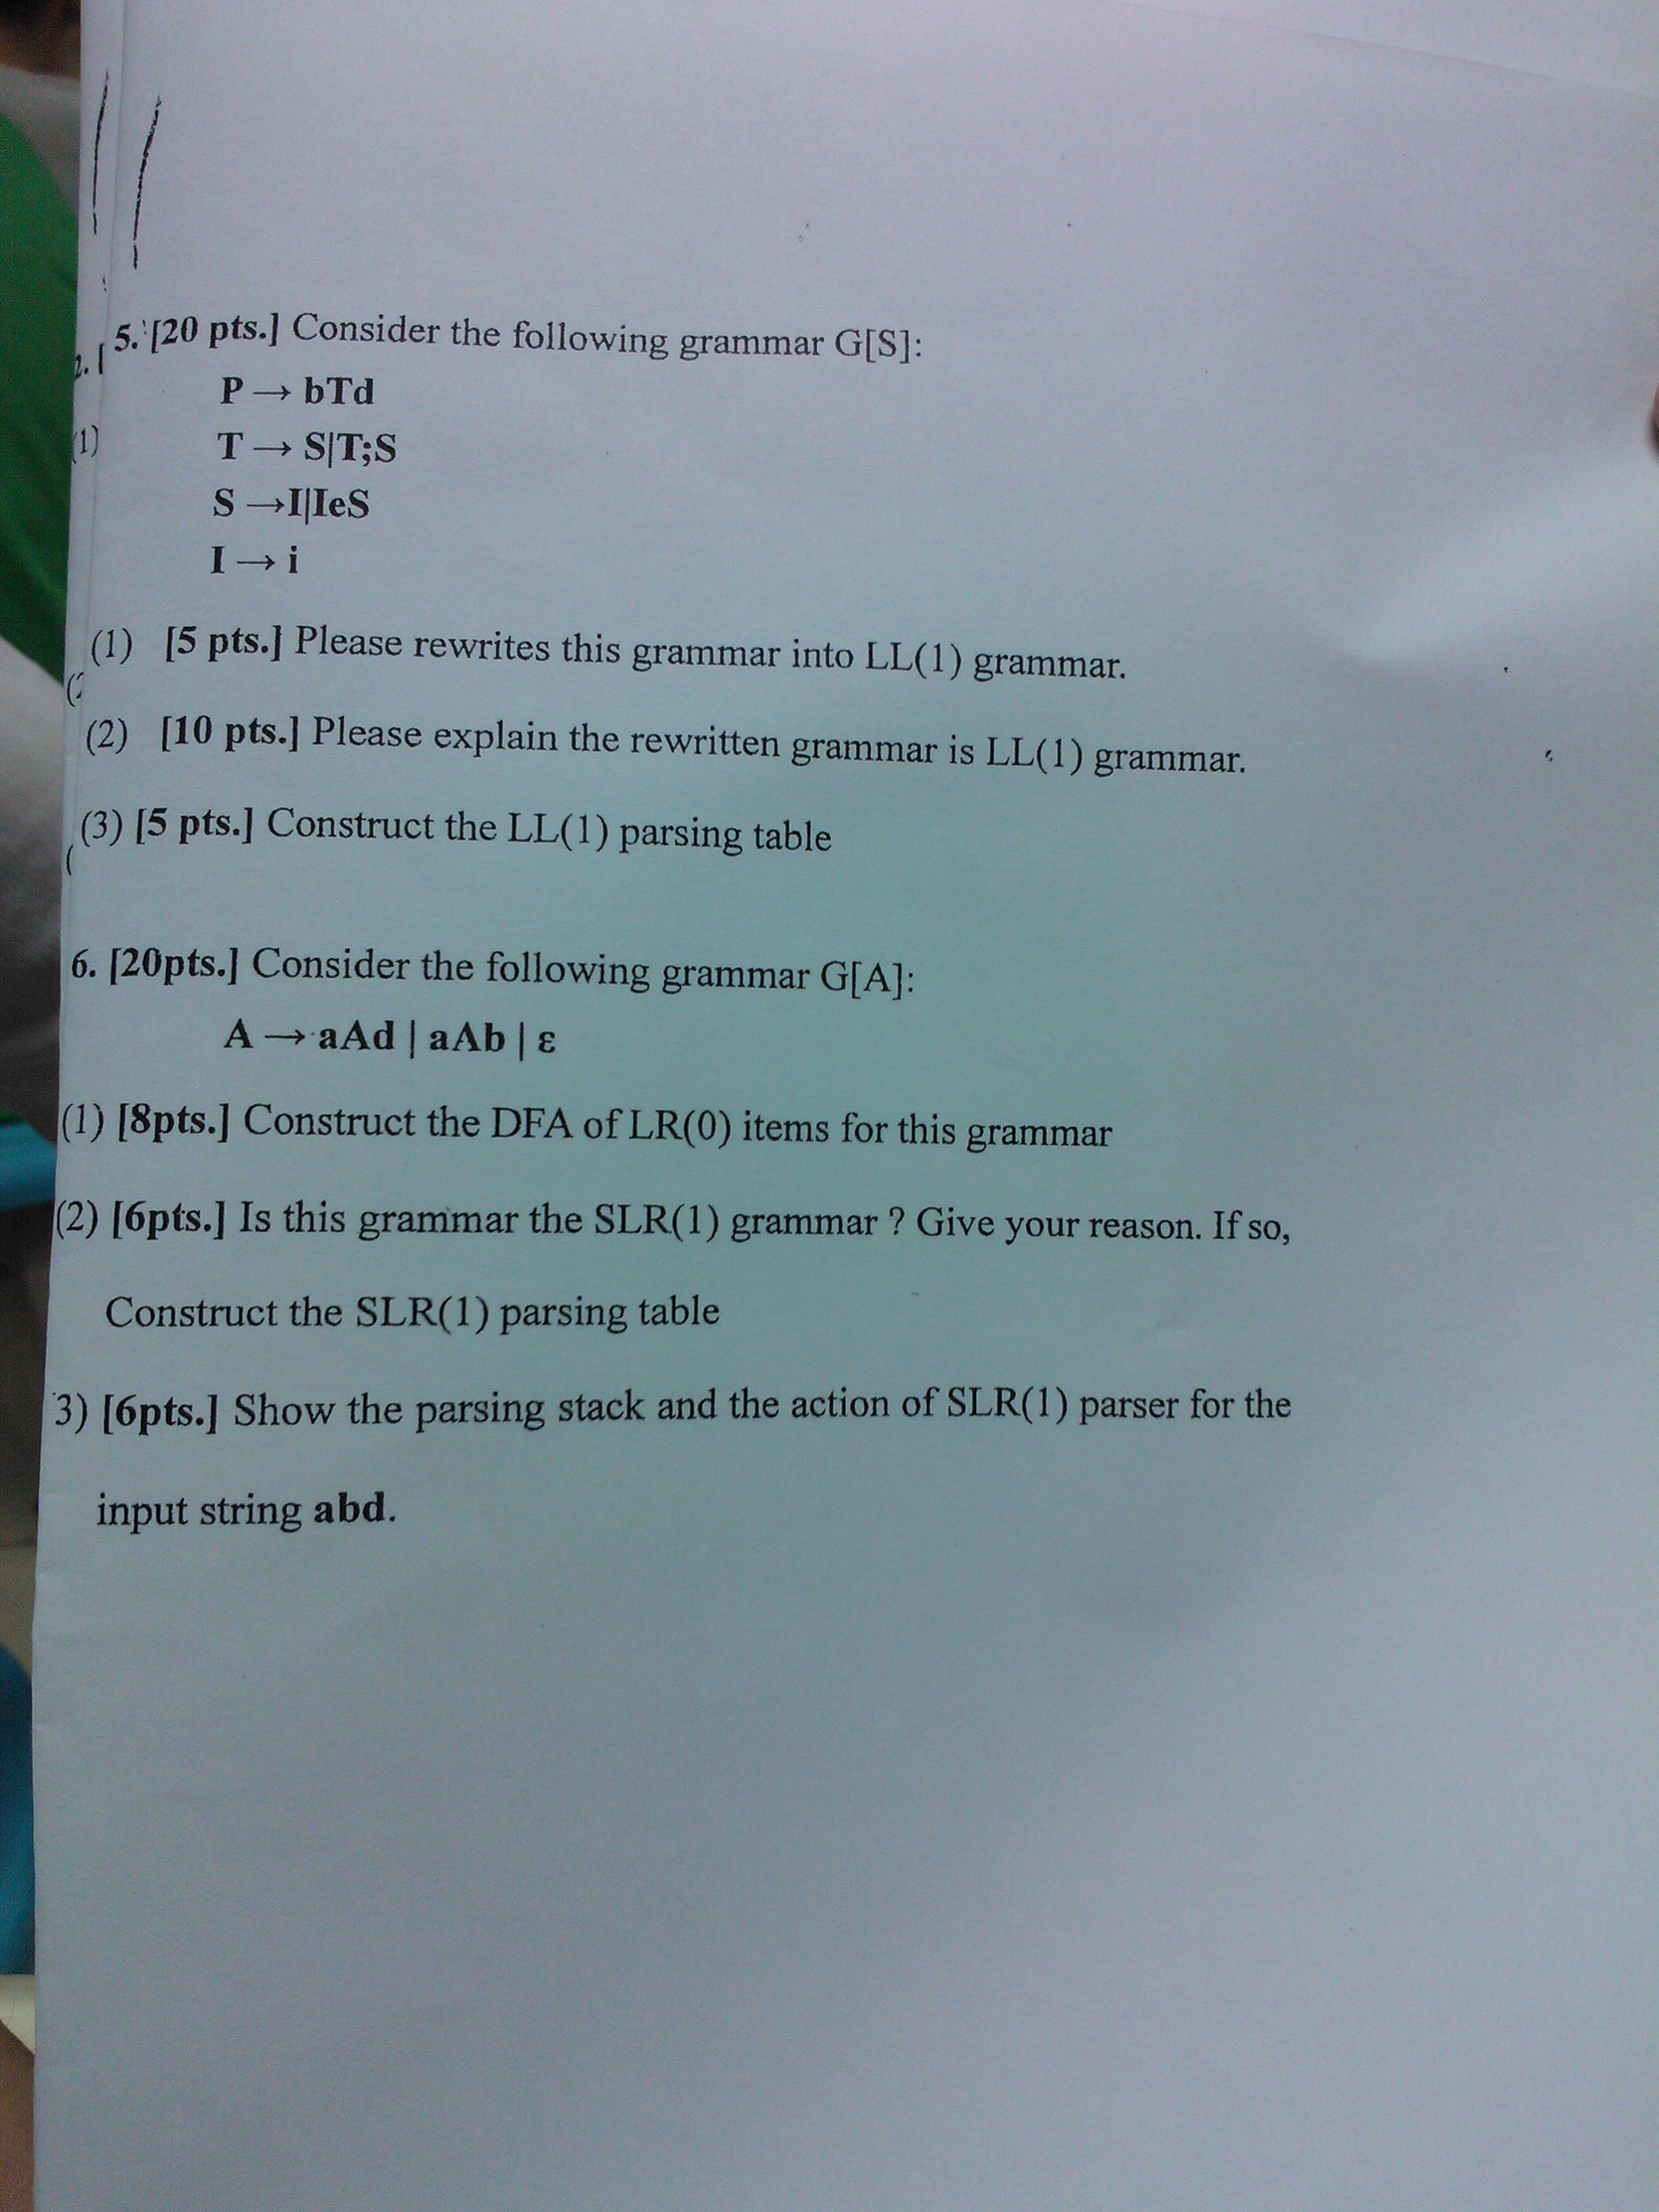 5. [20 pts.] Consider the following grammar G[S]:
2. [
P → bTd
(1)
T → S|T;S
S →I|IeS
I → i
(1) [5 pts.] Please rewrites this grammar into LL(1) grammar.
(2) [10 pts.] Please explain the rewritten grammar is LL(1) grammar.
(3) [5 pts.] Construct the LL(1) parsing table
6. [20pts.] Consider the following grammar G[A]:
A → aAd | aAb | ε
(1) [8pts.] Construct the DFA of LR(0) items for this grammar
(2) [6pts.] Is this grammar the SLR(1) grammar ? Give your reason. If so,
Construct the SLR(1) parsing table
3) [6pts.] Show the parsing stack and the action of SLR(1) parser for the
input string abd.